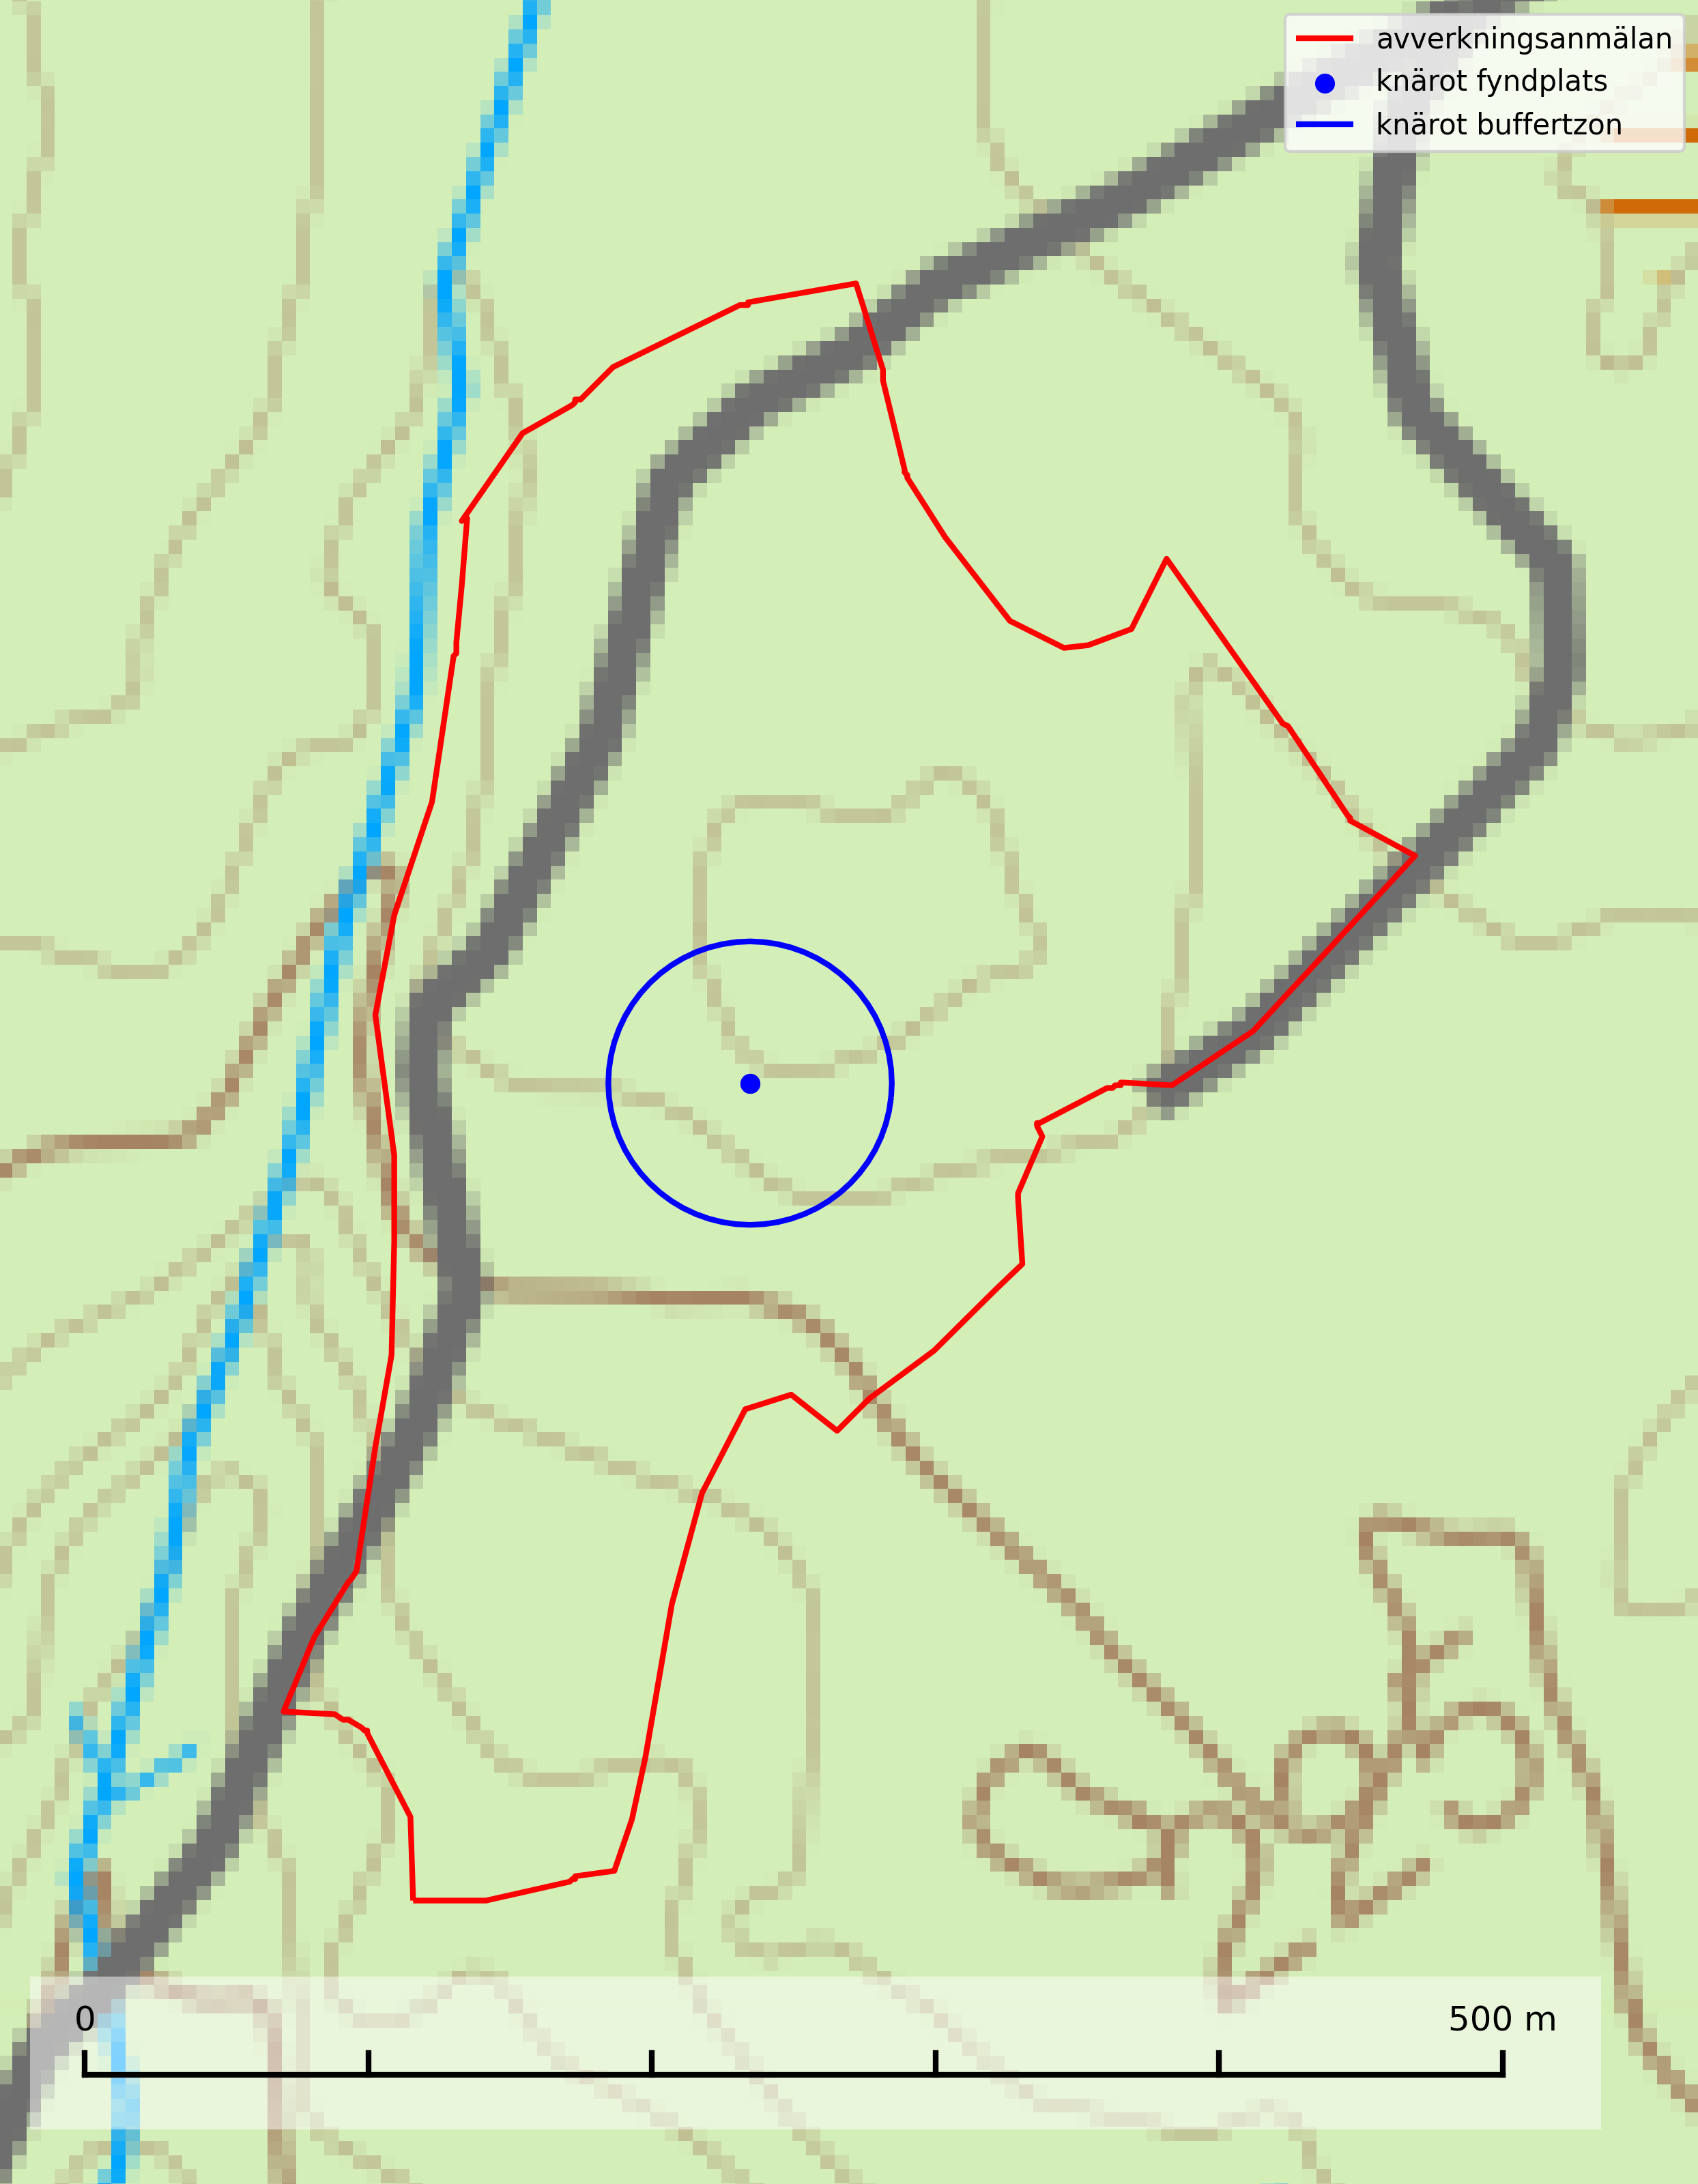 avverkningsanmälan
knärot fyndplats
knärot buffertzon
0
500 m